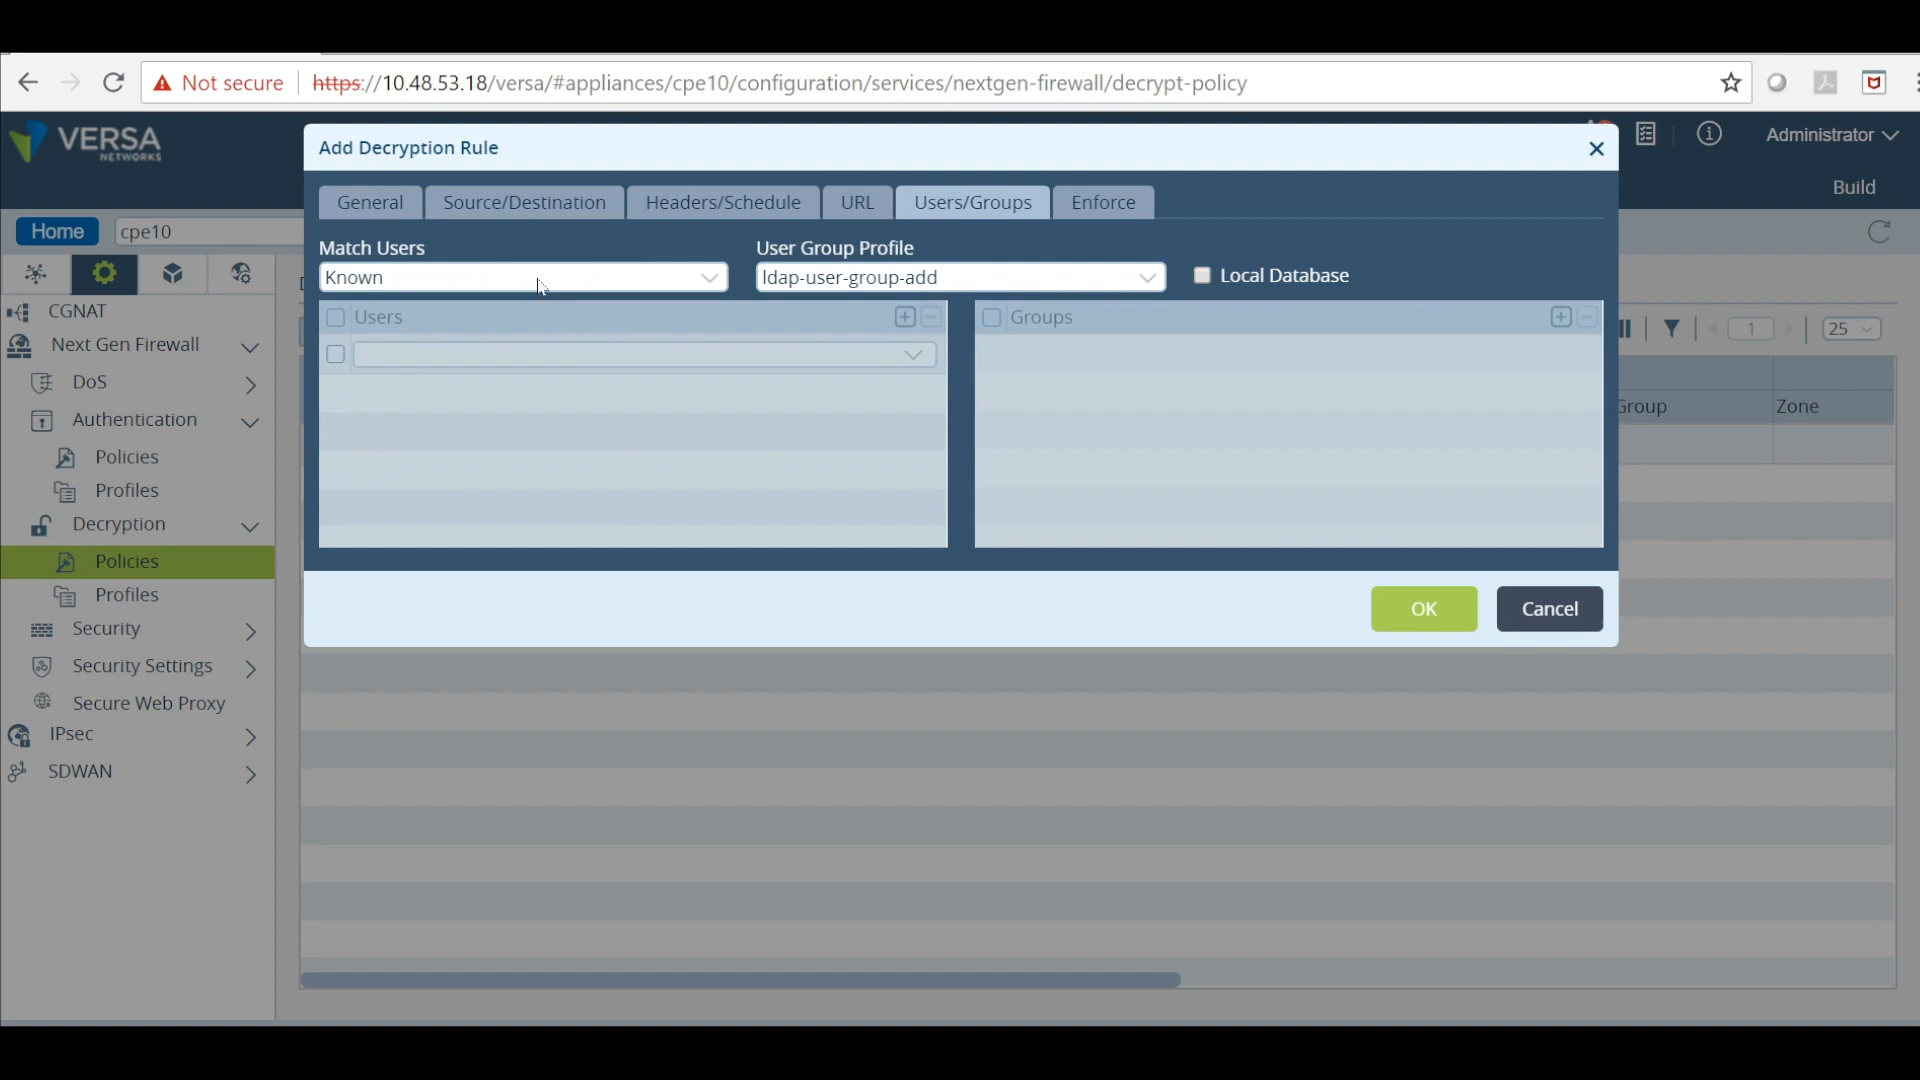 Not secure https://10.48.53.18/versa/#appliances/cpe10/configuration/services/nextgen-firewall/decrypt-policy
VERSA
NETWORKS
Add Decryption Rule
Administrator
Build
General Source/Destination Headers/Schedule URL Users/Groups Enforce
Home cpe10
Match Users User Group Profile
Known ldap-user-group-add Local Database
Users Groups
1 25
Group Zone
OK Cancel
CGNAT
Next Gen Firewall
DoS
Authentication
Policies
Profiles
Decryption
Policies
Profiles
Security
Security Settings
Secure Web Proxy
IPsec
SDWAN